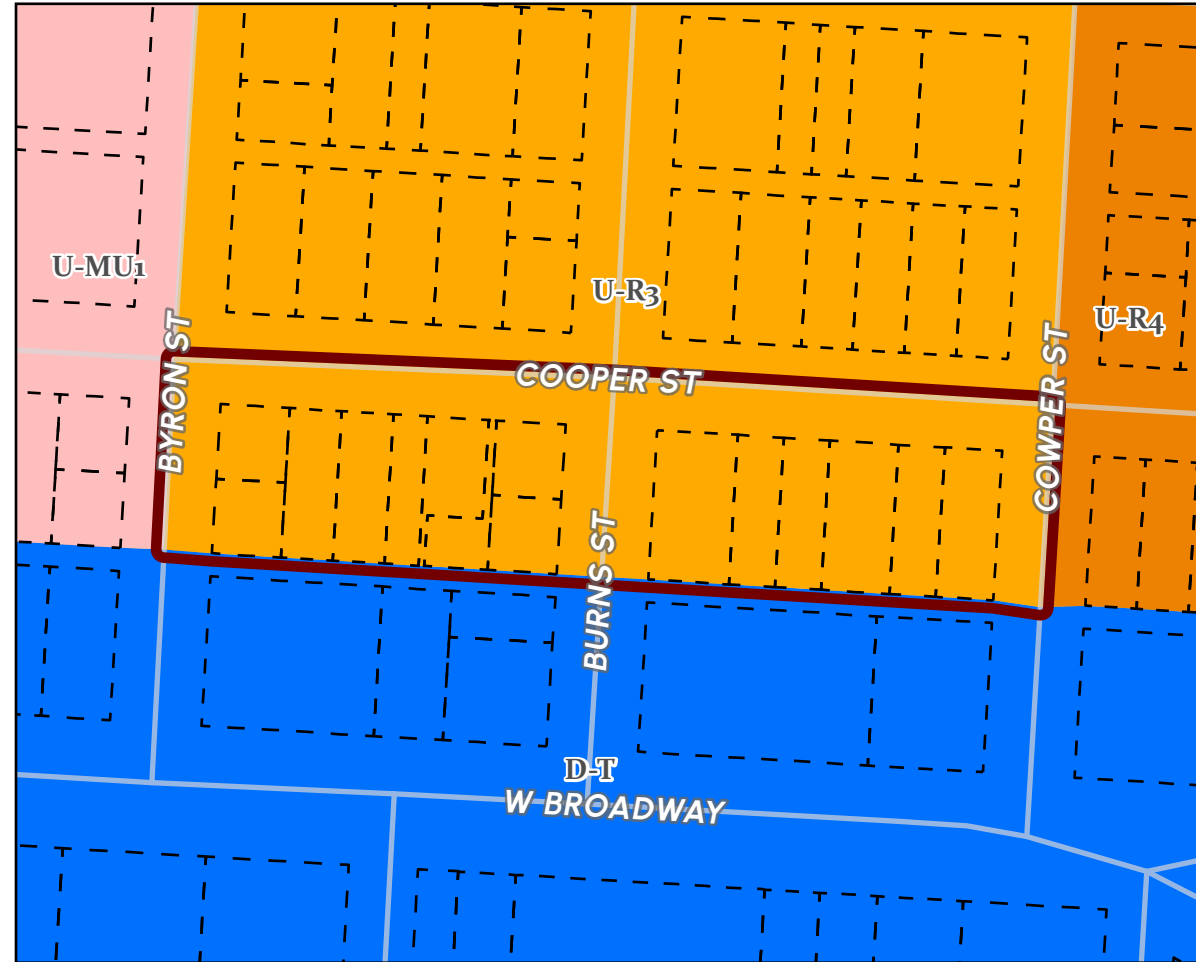 U-MU1
U-R3
U-R4
BYRON ST
COOPER ST
COWPER ST
BURNS ST
D-T
W BROADWAY